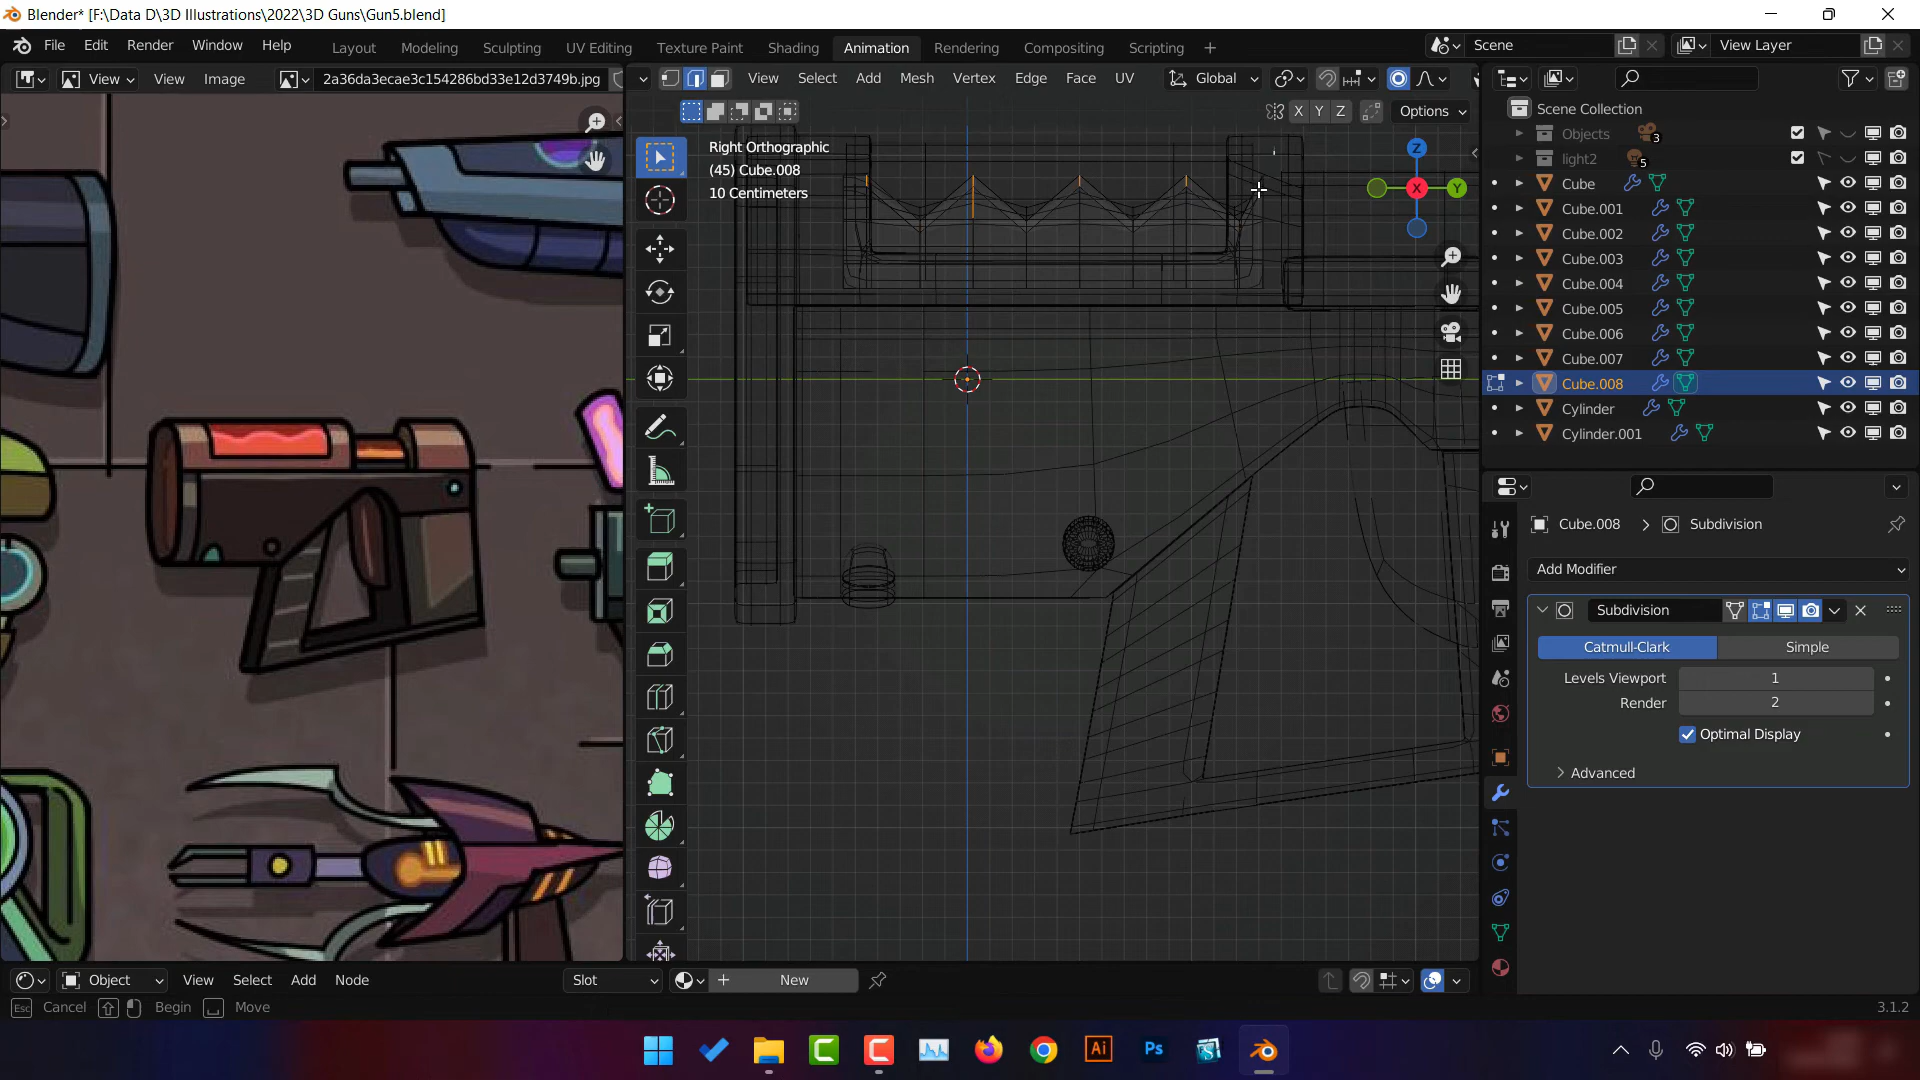 Blender* [F:\Data D\3D Illustrations\2022\3D Guns\Gun5.blend]
File Edit Render Window Help Layout Modeling Sculpting UV Editing Texture Paint Shading Animation Rendering Compositing Scripting + Scene View Layer
View View Image 2a36da3ecae3c154286bd33e12d3749b.jpg View Select Add Mesh Vertex Edge Face UV Global
X Y Z Options
Right Orthographic
(45) Cube.008
10 Centimeters
Z
X
Y
Scene Collection
Objects 3
light2 5
Cube
Cube.001
Cube.002
Cube.003
Cube.004
Cube.005
Cube.006
Cube.007
Cube.008
Cylinder
Cylinder.001
Cube.008 > Subdivision
Add Modifier
Subdivision
Catmull-Clark Simple
Levels Viewport 1
Render 2
Optimal Display
Advanced
Object View Select Add Node Slot New
Esc Cancel Begin Move 3.1.2
Ai Ps